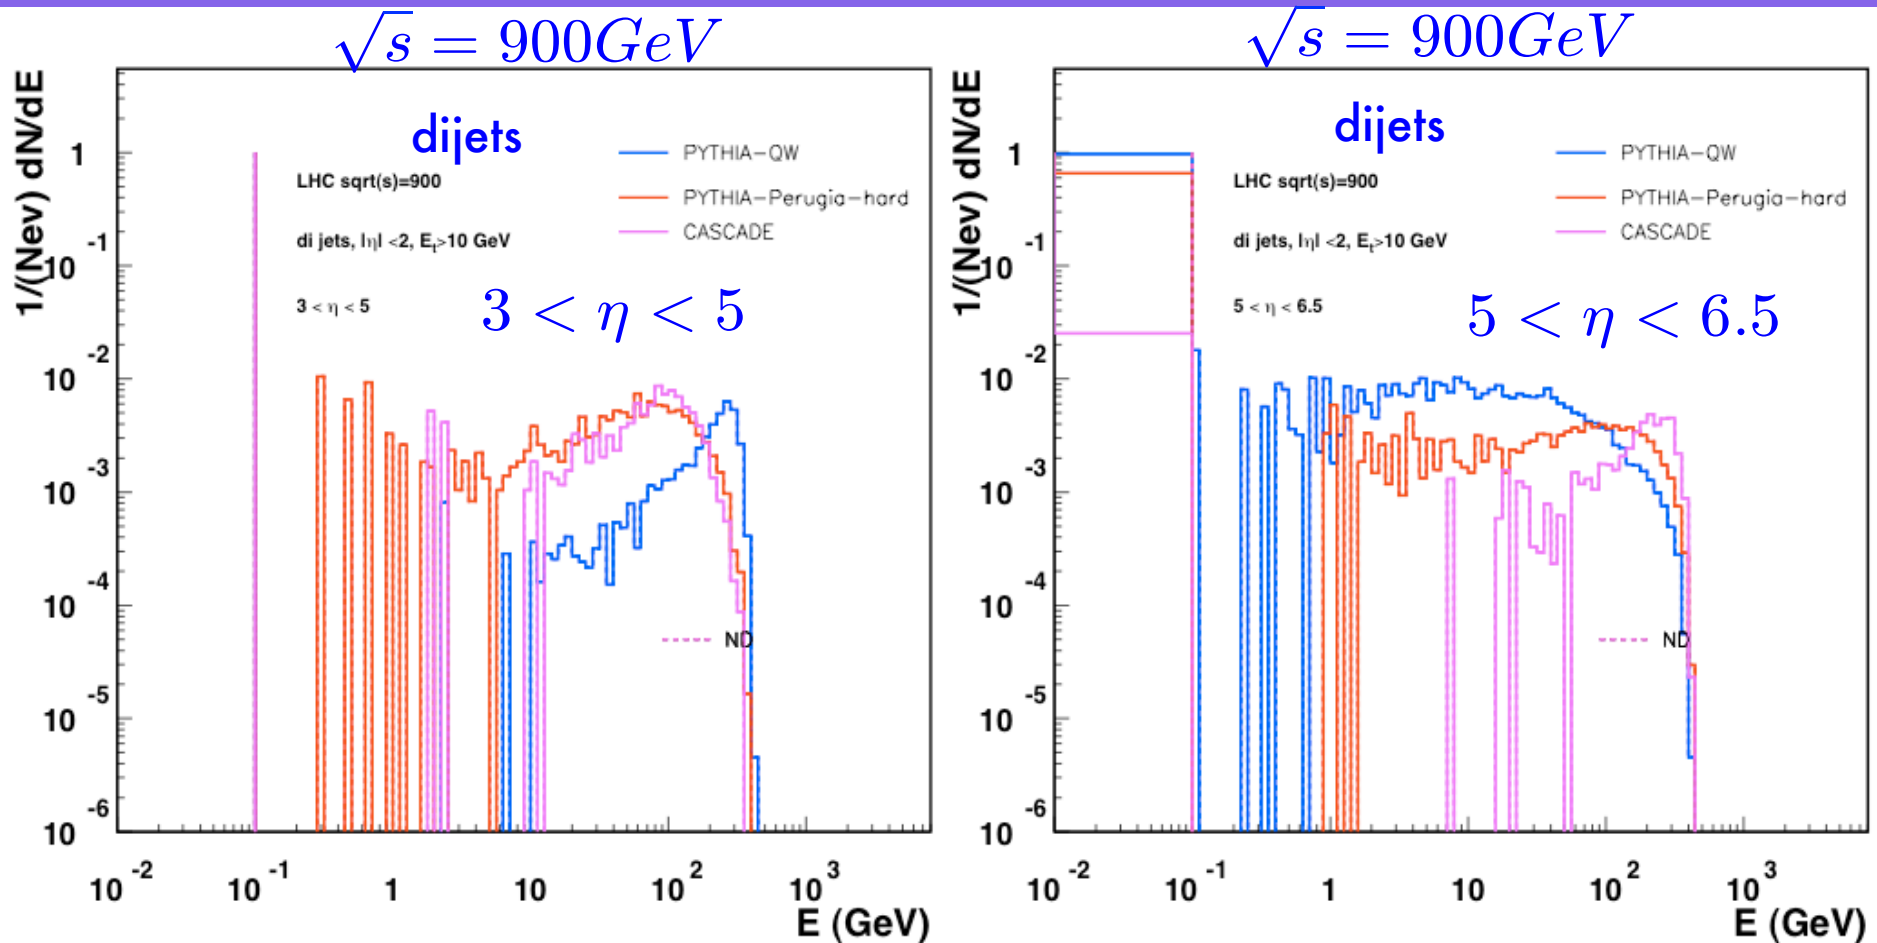 √s = 900GeV
dijets
PYTHIA–QW
PYTHIA–Perugia–hard
CASCADE
LHC sqrt(s)=900
di jets, |η| <2, Et>10 GeV
3 < η < 5
3 < η < 5
ND
1/(Nev) dN/dE
1
10 -1
10 -2
10 -3
10 -4
10 -5
10 -6
10 -2
10 -1
1
10
10 2
10 3
E (GeV)
√s = 900GeV
dijets
PYTHIA–QW
PYTHIA–Perugia–hard
CASCADE
LHC sqrt(s)=900
di jets, |η| <2, Et>10 GeV
5 < η < 6.5
5 < η < 6.5
ND
1/(Nev) dN/dE
1
10 -1
10 -2
10 -3
10 -4
10 -5
10 -6
10 -2
10 -1
1
10
10 2
10 3
E (GeV)